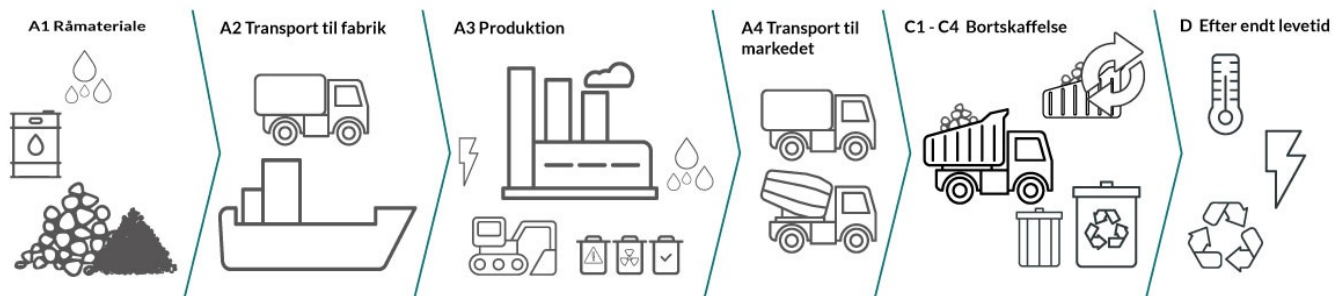 A1 Råmateriale
A2 Transport til fabrik
A3 Produktion
A4 Transport til
markedet
C1 - C4 Bortskaffelse
D Efter endt levetid